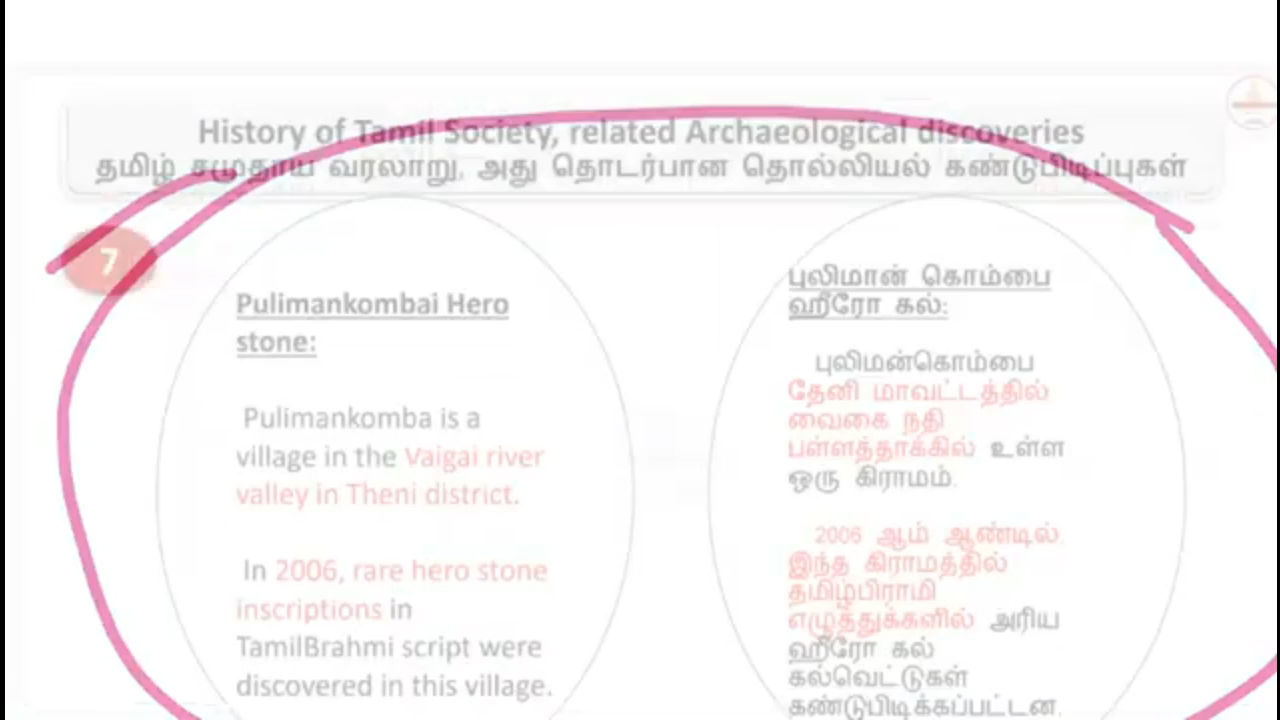 History of Tamil Society, related Archaeological discoveries
தமிழ் சமுதாய வரலாறு, அது தொடர்பான தொல்லியல் கண்டுபிடிப்புகள்
7
Pulimankombai Hero
stone:
Pulimankomba is a
village in the Vaigai river
valley in Theni district.
In 2006, rare hero stone
inscriptions in
TamilBrahmi script were
discovered in this village.
புலிமான் கொம்பை
ஹீரோ கல்:
புலிமன்கொம்பை
தேனி மாவட்டத்தில்
வைகை நதி
பள்ளத்தாக்கில் உள்ள
ஒரு கிராமம்.
2006 ஆம் ஆண்டில்,
இந்த கிராமத்தில்
தமிழ்பிராமி
எழுத்துக்களில் அரிய
ஹீரோ கல்
கல்வெட்டுகள்
கண்டுபிடிக்கப்பட்டன.